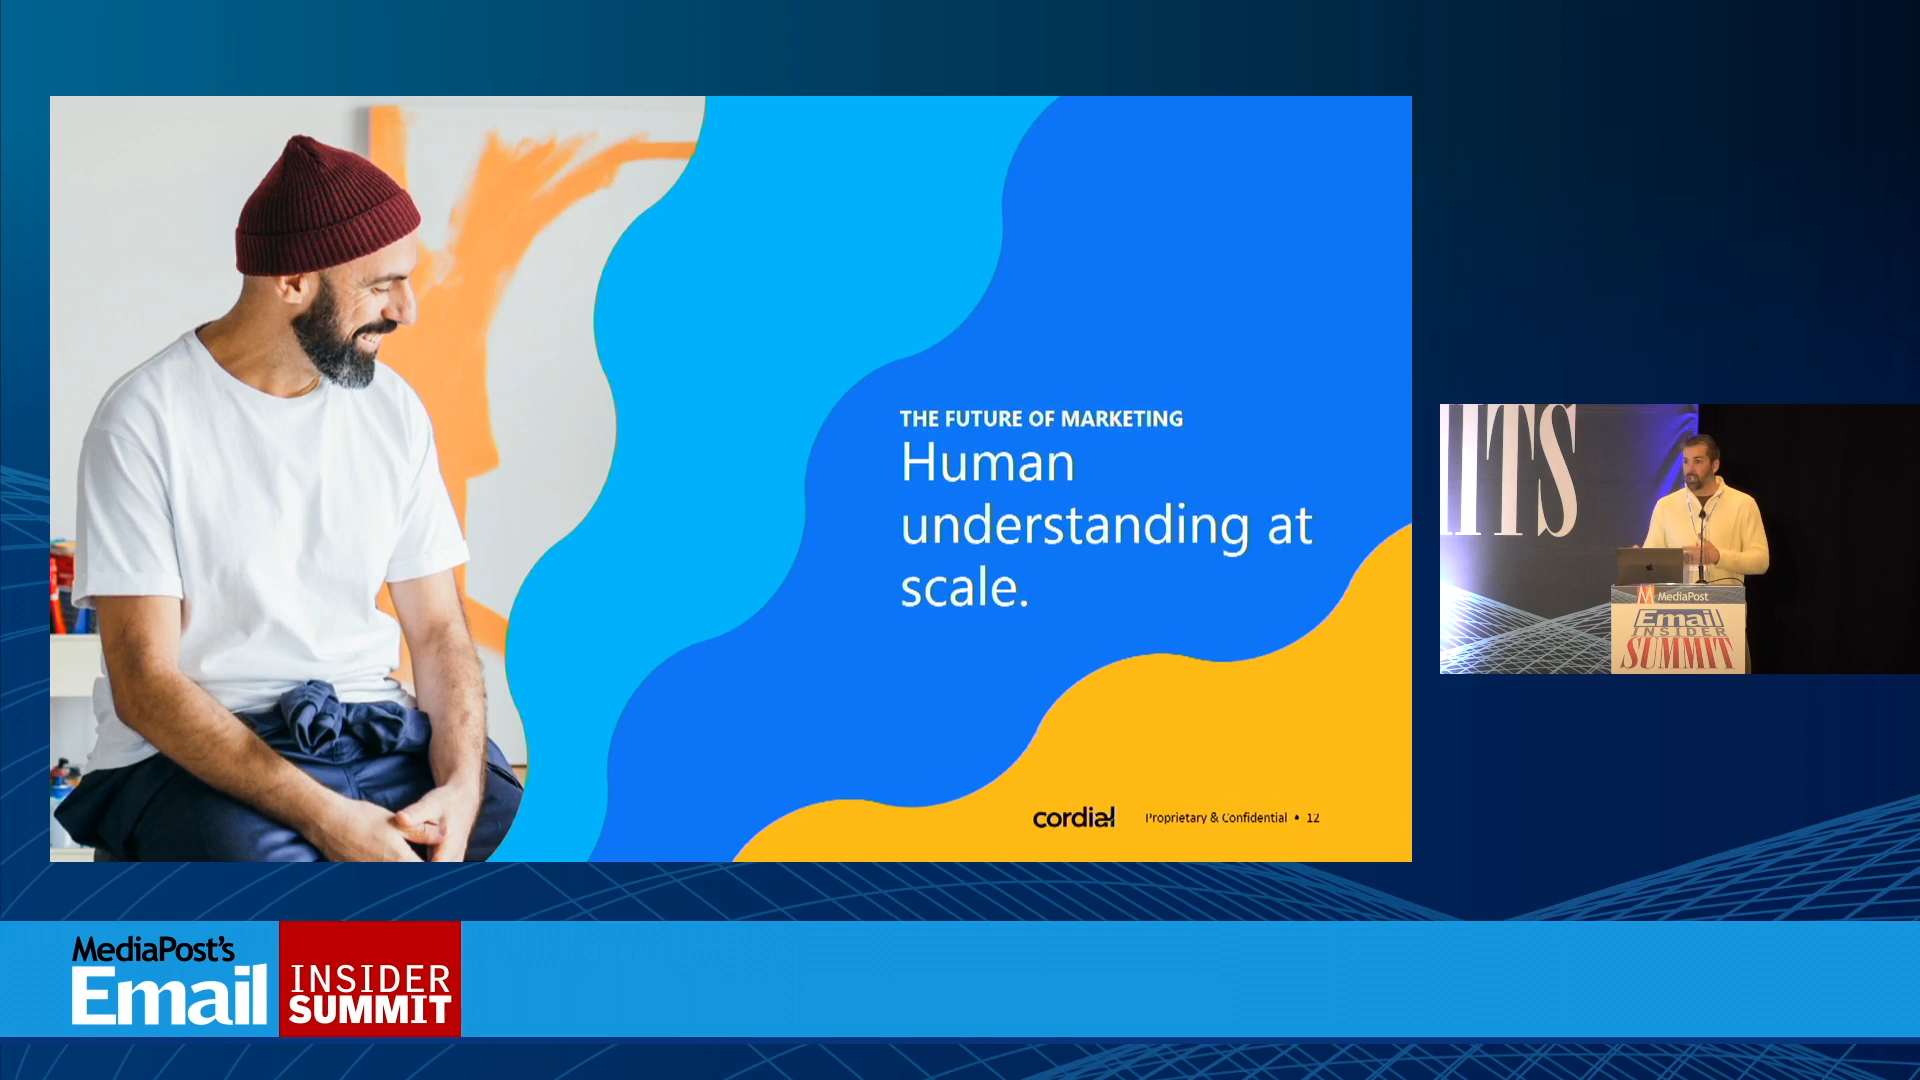 THE FUTURE OF MARKETING
Human
understanding at
scale.
cordial
Proprietary & Confidential • 12
ITS
MediaPost
Email
INSIDER
SUMMIT
MediaPost's
Email
INSIDER
SUMMIT